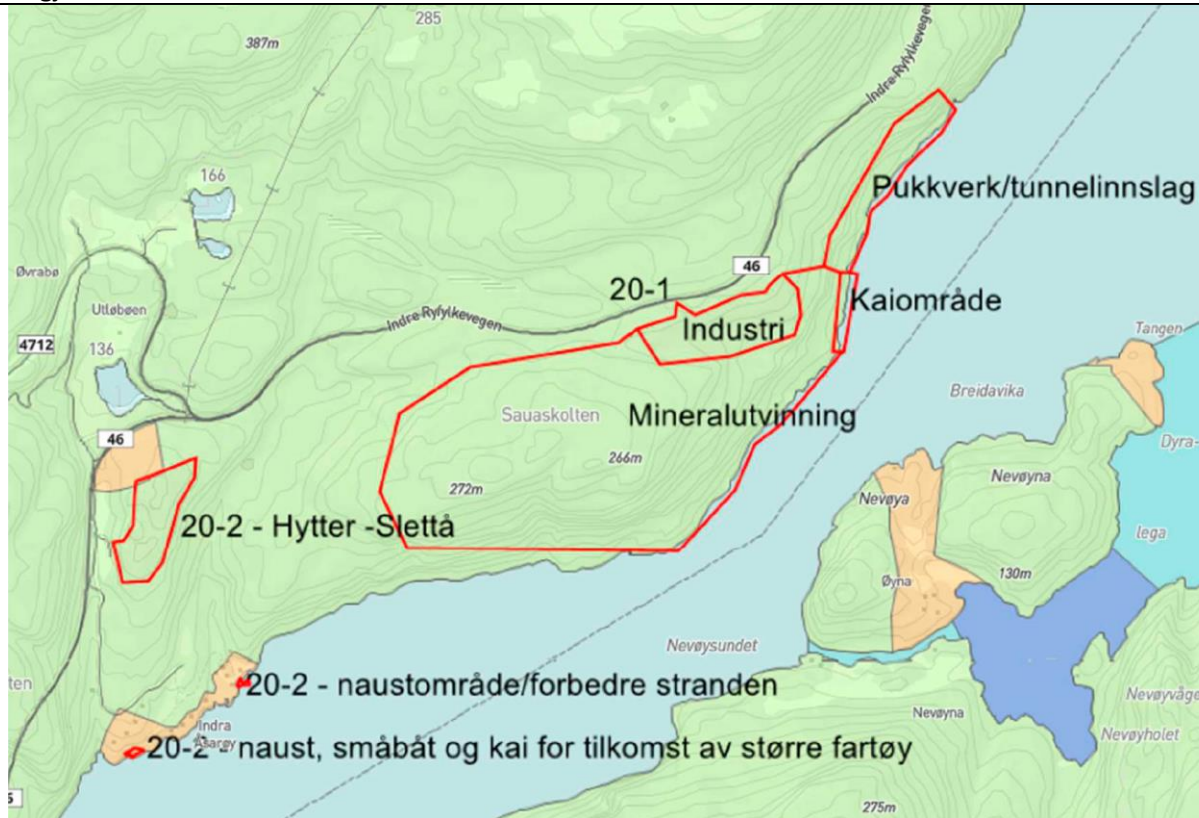 285
387m
Indre Ryfylkevegen
166
Pukkverk/tunnelinnslag
Øvrabø
46
20-1
Kaiområde
Utløbøen
Indre Ryfylkevegen
Industri
Tangen
4712
136
Breidavika
Sauaskolten
Mineralutvinning
Dyra-
46
266m
272m
Nevøyna
Nevøya
20-2 - Hytter -Slettå
lega
Øyna
130m
Nevøysundet
ten
20-2 - naustområde/forbedre stranden
Nevøyvåge
Indra
Åsarøy
Nevøyna
Nevøyholet
20-2 - naust, småbåt og kai for tilkomst av større fartøy
275m